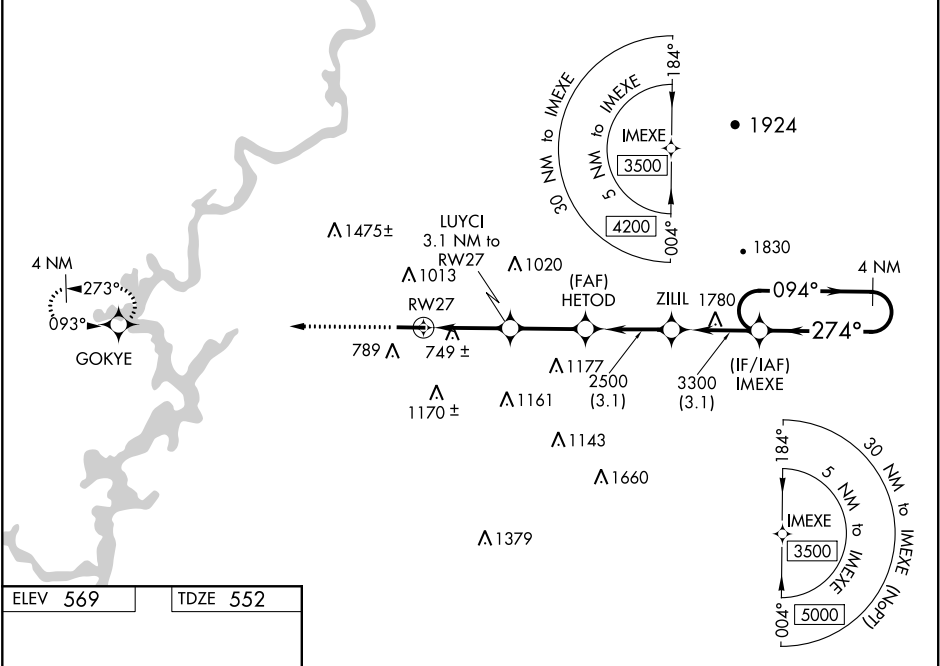 184°
30 NM to IMEXE
5 NM to IMEXE
IMEXE
3500
4200
004°
1924
1830
1475±
LUYCI
3.1 NM to
RW27
1020
1013
4 NM
273°
093°
GOKYE
RW27
(FAF)
HETOD
ZILIL
1780
094°
4 NM
274°
(IF/IAF)
IMEXE
789
749 ±
1177
2500
(3.1)
3300
(3.1)
1170 ±
1161
1143
1660
1379
184°
30 NM to IMEXE (NoPT)
5 NM to IMEXE
IMEXE
3500
5000
004°
ELEV 569
TDZE 552